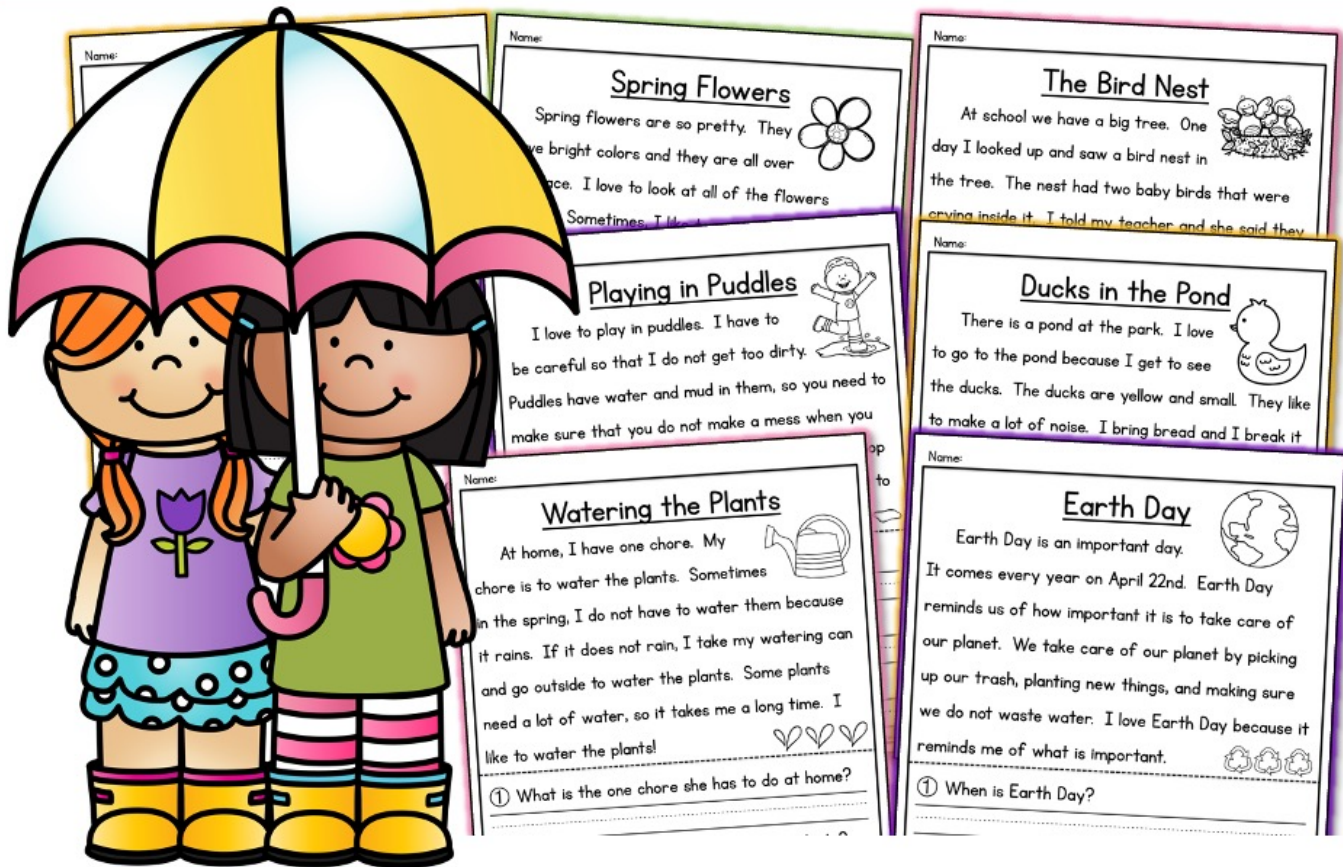 Name:
Name:
Spring Flowers
Spring flowers are so pretty. They
bright colors and they are all over
I love to look at all of the flowers
Sometimes, I
Name:
The Bird Nest
At school we have a big tree. One
day I looked up and saw a bird nest in
the tree. The nest had two baby birds that were
crying inside it. I told my teacher and she said they
Playing in Puddles
I love to play in puddles. I have to
be careful so that I do not get too dirty.
Puddles have water and mud in them, so you need to
make sure that you do not make a mess when you
to
Name:
Ducks in the Pond
There is a pond at the park. I love
to go to the pond because I get to see
the ducks. The ducks are yellow and small. They like
to make a lot of noise. I bring bread and I break it
Name:
Watering the Plants
At home, I have one chore. My
chore is to water the plants. Sometimes
in the spring, I do not have to water them because
it rains. If it does not rain, I take my watering can
and go outside to water the plants. Some plants
need a lot of water, so it takes me a long time. I
like to water the plants!
① What is the one chore she has to do at home?
Name:
Earth Day
Earth Day is an important day.
It comes every year on April 22nd. Earth Day
reminds us of how important it is to take care of
our planet. We take care of our planet by picking
up our trash, planting new things, and making sure
we do not waste water. I love Earth Day because it
reminds me of what is important.
① When is Earth Day?